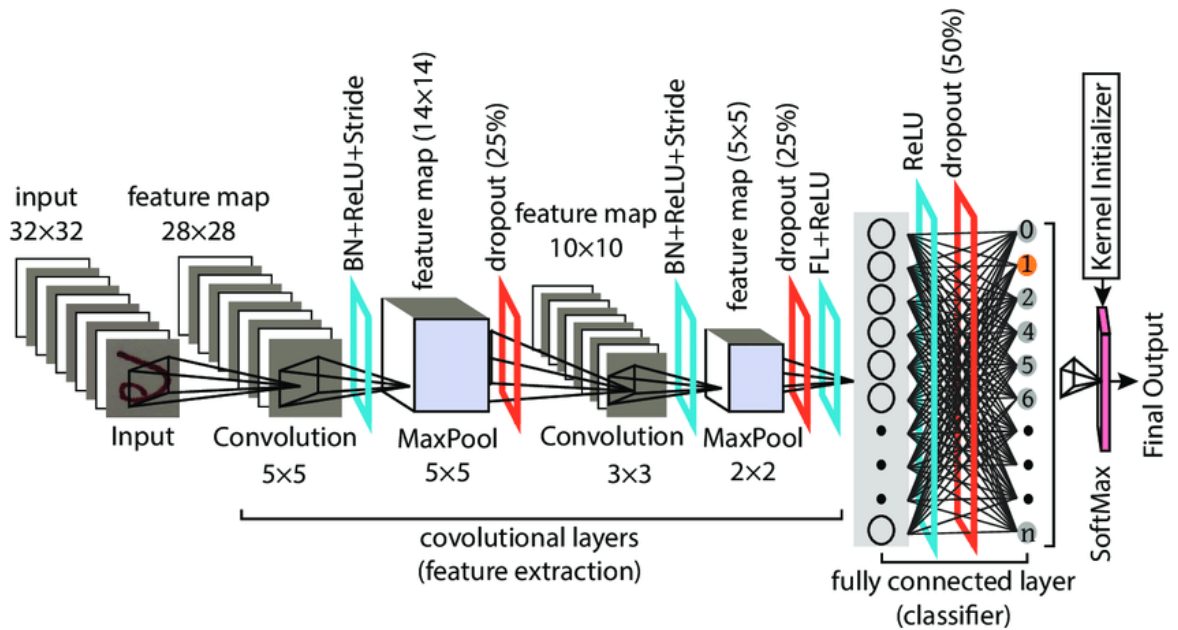 input
32×32
feature map
28×28
BN+ReLU+Stride
feature map (14×14)
dropout (25%)
feature map
10×10
BN+ReLU+Stride
feature map (5×5)
dropout (25%)
FL+ReLU
ReLU
dropout (50%)
Kernel Initializer
Input
Convolution
5×5
MaxPool
5×5
Convolution
3×3
MaxPool
2×2
0
1
2
4
5
6
n
SoftMax
Final Output
covolutional layers
(feature extraction)
fully connected layer
(classifier)